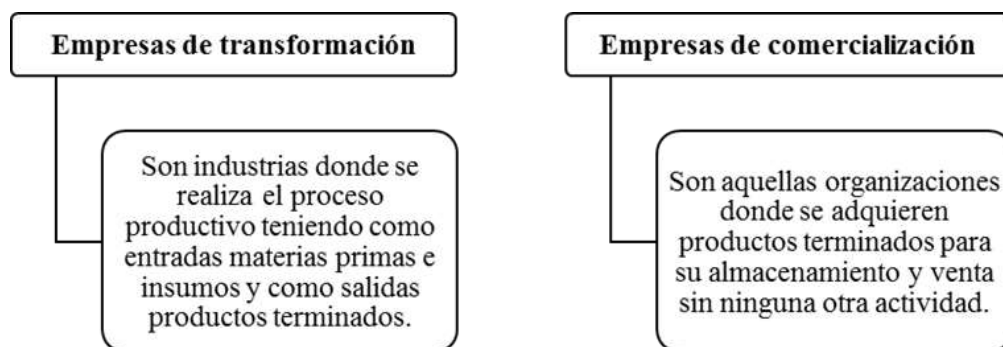 Empresas de transformación
Son industrias donde se
realiza el proceso
productivo teniendo como
entradas materias primas e
insumos y como salidas
productos terminados.
Empresas de comercialización
Son aquellas organizaciones
donde se adquieren
productos terminados para
su almacenamiento y venta
sin ninguna otra actividad.